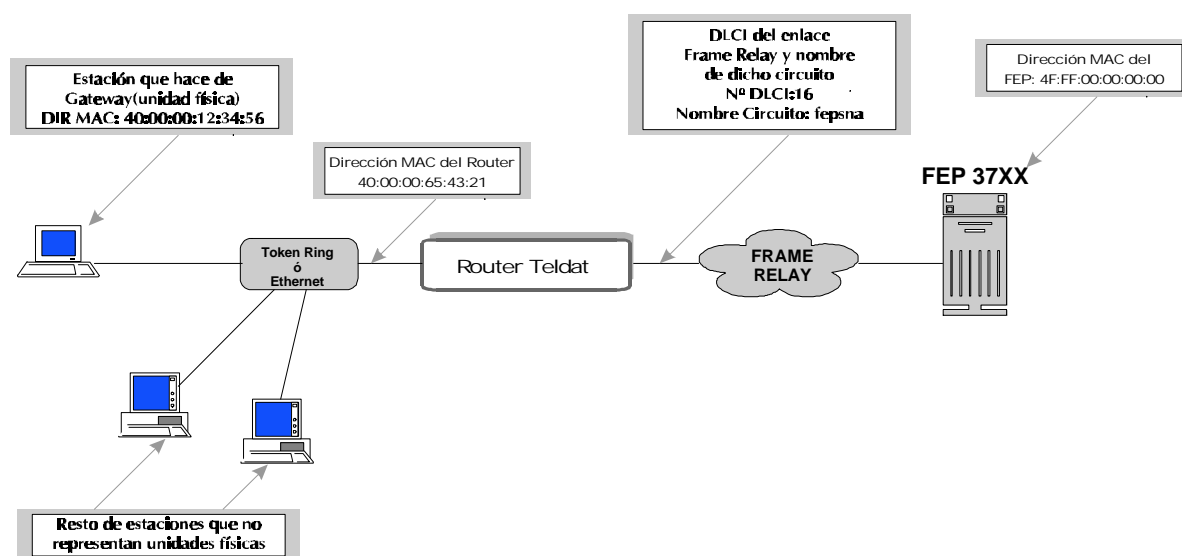 Estación que hace de
Gateway(unidad física)
DIR MAC: 40:00:00:12:34:56
Dirección MAC del Router
40:00:00:65:43:21
DLCI del enlace
Frame Relay y nombre
de dicho circuito
Nº DLCI:16
Nombre Circuito: fepsna
Dirección MAC del
FEP: 4F:FF:00:00:00:00
FEP 37XX
Token Ring
ó
Ethernet
Router Teldat
FRAME
RELAY
Resto de estaciones que no
representan unidades físicas